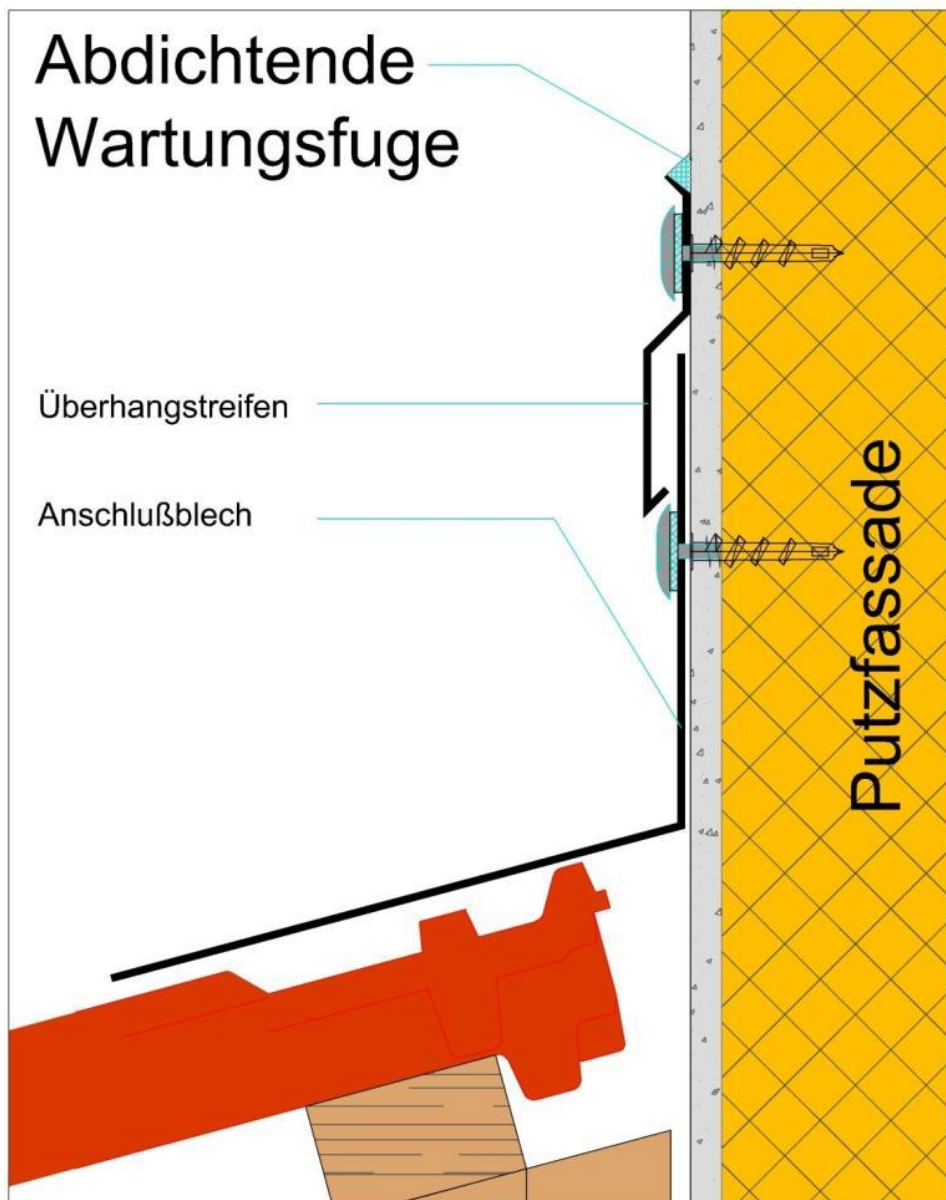 Abdichtende
Wartungsfuge
Überhangstreifen
Anschlußblech
Putzfassade